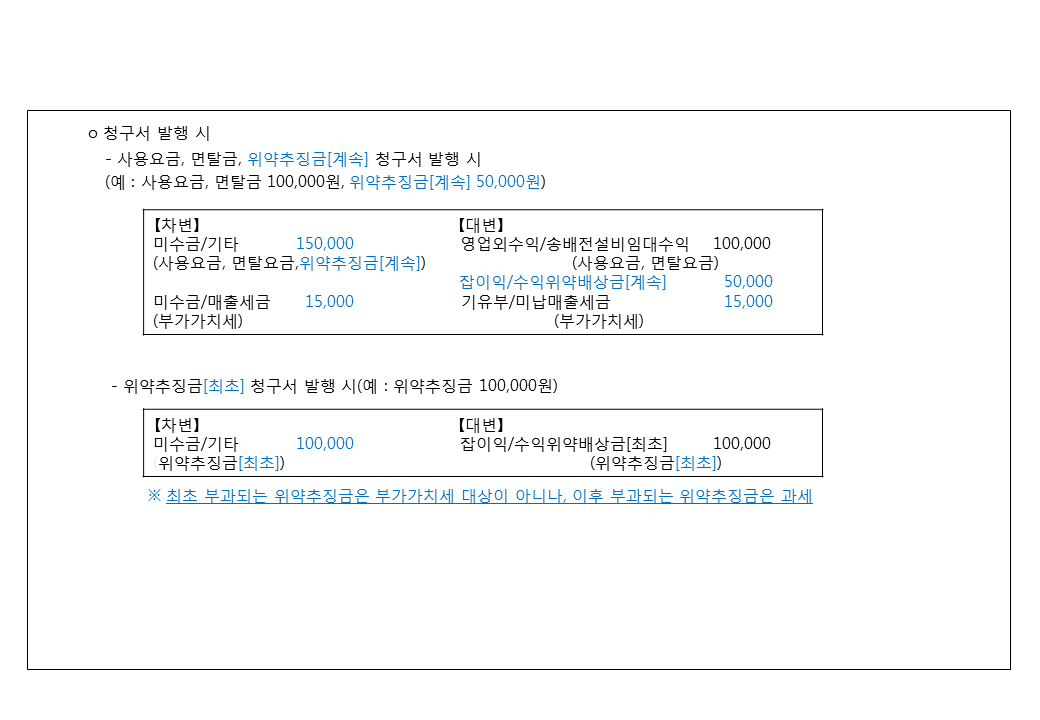 ㅇ 청구서 발행 시
- 사용요금, 면탈금, 위약추징금[계속] 청구서 발행 시
(예 : 사용요금, 면탈금 100,000원, 위약추징금[계속] 50,000원)
【차변】 【대변】
미수금/기타 150,000 영업외수익/송배전설비임대수익 100,000
(사용요금, 면탈요금,위약추징금[계속]) (사용요금, 면탈요금)
잡이익/수익위약배상금[계속] 50,000
미수금/매출세금 15,000 기유부/미납매출세금 15,000
(부가가치세) (부가가치세)
- 위약추징금[최초] 청구서 발행 시(예 : 위약추징금 100,000원)
【차변】 【대변】
미수금/기타 100,000 잡이익/수익위약배상금[최초] 100,000
(위약추징금[최초]) (위약추징금[최초])
※ 최초 부과되는 위약추징금은 부가가치세 대상이 아니나, 이후 부과되는 위약추징금은 과세